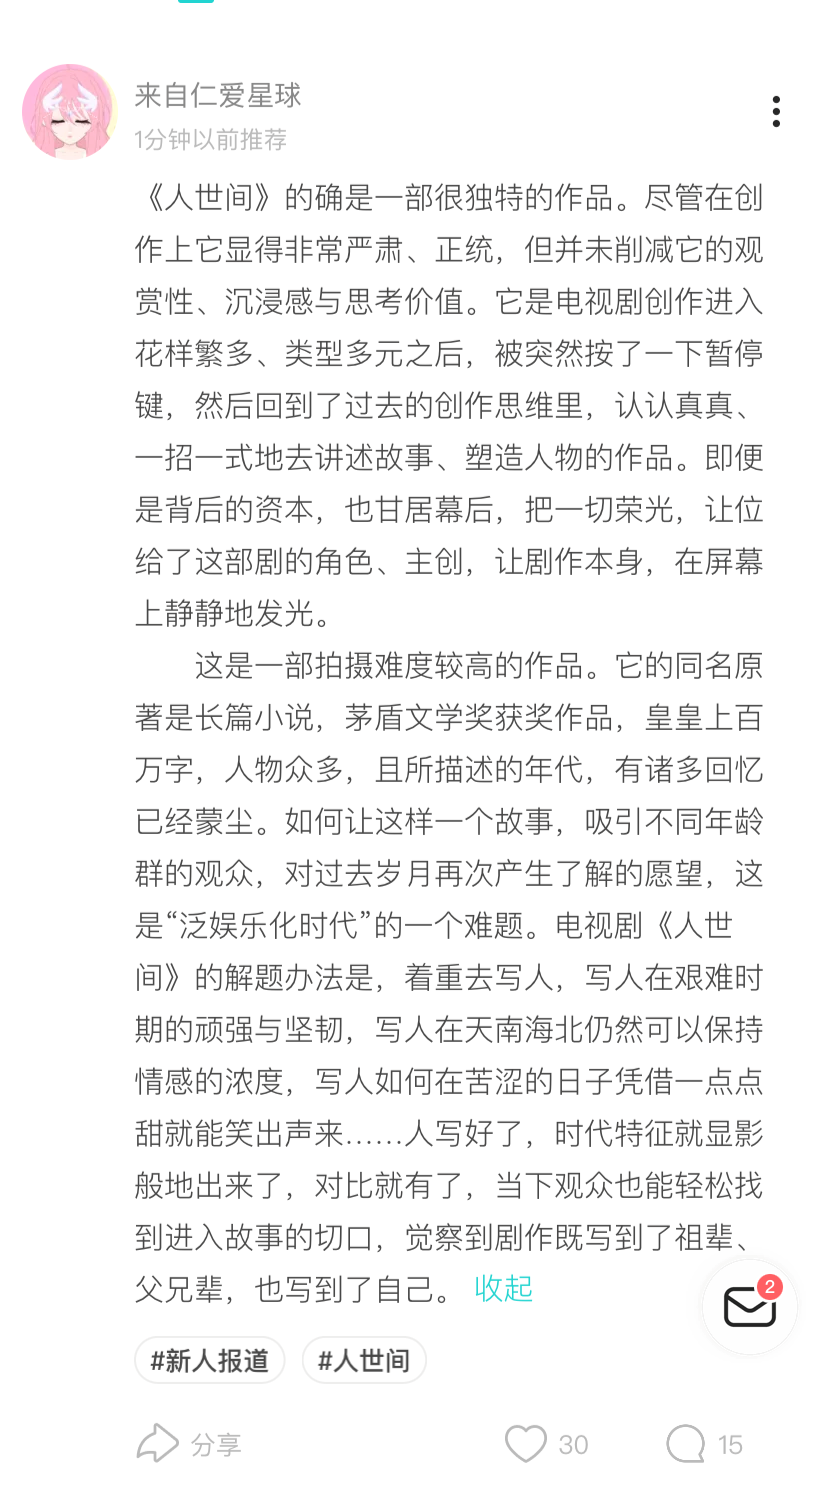 来自仁爱星球
1分钟以前推荐
《人世间》的确是一部很独特的作品。尽管在创
作上它显得非常严肃、正统，但并未削减它的观
赏性、沉浸感与思考价值。它是电视剧创作进入
花样繁多、类型多元之后，被突然按了一下暂停
键，然后回到了过去的创作思维里，认认真真、
一招一式地去讲述故事、塑造人物的作品。即便
是背后的资本，也甘居幕后，把一切荣光，让位
给了这部剧的角色、主创，让剧作本身，在屏幕
上静静地发光。
这是一部拍摄难度较高的作品。它的同名原
著是长篇小说，茅盾文学奖获奖作品，皇皇上百
万字，人物众多，且所描述的年代，有诸多回忆
已经蒙尘。如何让这样一个故事，吸引不同年龄
群的观众，对过去岁月再次产生了解的愿望，这
是“泛娱乐化时代”的一个难题。电视剧《人世
间》的解题办法是，着重去写人，写人在艰难时
期的顽强与坚韧，写人在天南海北仍然可以保持
情感的浓度，写人如何在苦涩的日子凭借一点点
甜就能笑出声来……人写好了，时代特征就显影
般地出来了，对比就有了，当下观众也能轻松找
到进入故事的切口，觉察到剧作既写到了祖辈、
父兄辈，也写到了自己。 收起
2
#新人报道 #人世间
分享 30 15